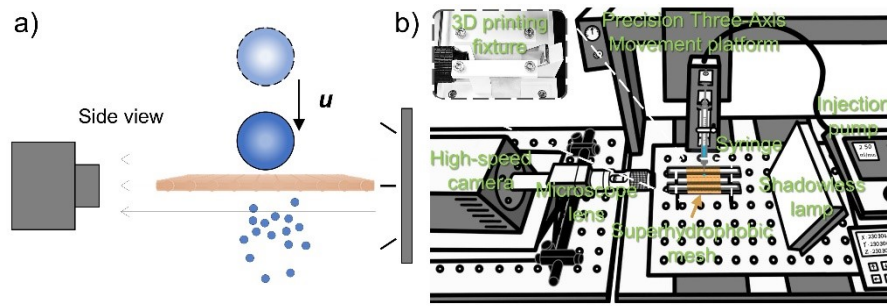 a)
Side view
u
b)
3D printing
fixture
Precision Three-Axis
Movement platform
Injection
pump
Syringe
High-speed
camera
Microscope
lens
Shadowless
lamp
Superhydrophobic
mesh